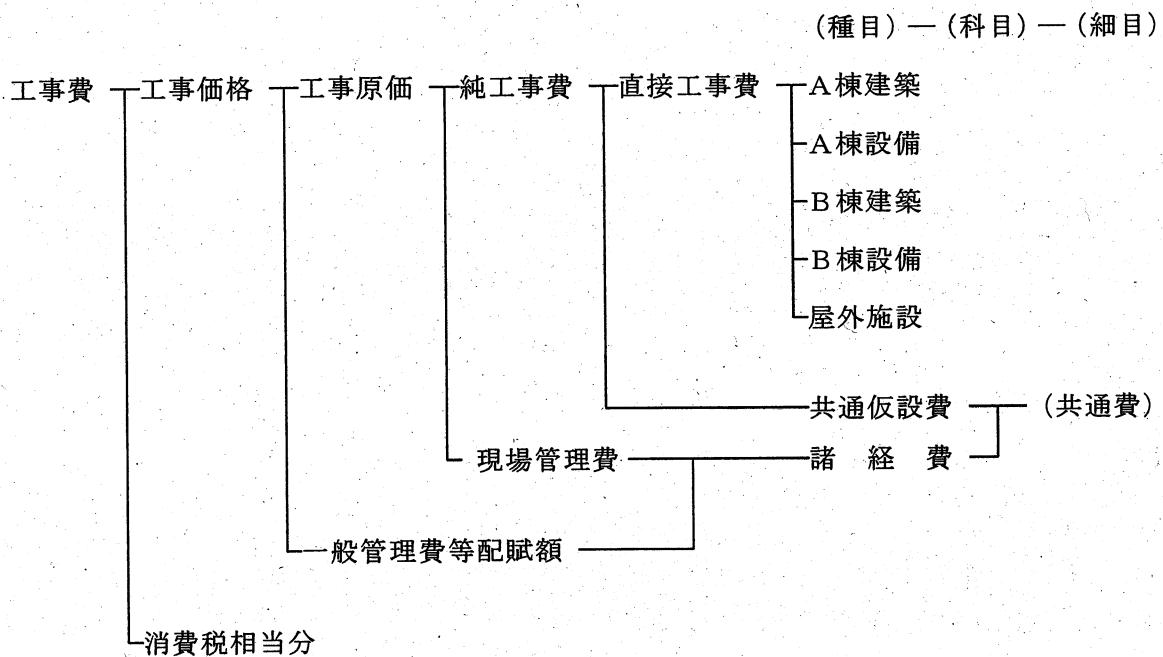 (種目)―(科目)―(細目)
工事費 工事価格 工事原価 純工事費 直接工事費 A棟建築
A棟設備
B棟建築
B棟設備
屋外施設
共通仮設費 (共通費)
現場管理費 諸経費
一般管理費等配賦額
消費税相当分